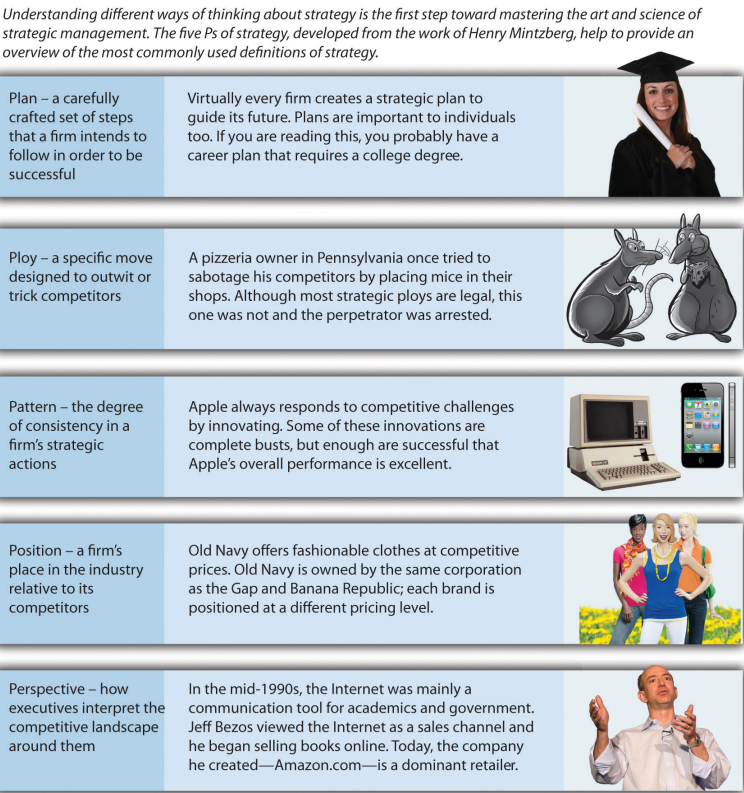 Understanding different ways of thinking about strategy is the first step toward mastering the art and science of
strategic management. The five Ps of strategy, developed from the work of Henry Mintzberg, help to provide an
overview of the most commonly used definitions of strategy.
Plan – a carefully
crafted set of steps
that a firm intends to
follow in order to be
successful
Virtually every firm creates a strategic plan to
guide its future. Plans are important to individuals
too. If you are reading this, you probably have a
career plan that requires a college degree.
Ploy – a specific move
designed to outwit or
trick competitors
A pizzeria owner in Pennsylvania once tried to
sabotage his competitors by placing mice in their
shops. Although most strategic ploys are legal, this
one was not and the perpetrator was arrested.
Pattern – the degree
of consistency in a
firm’s strategic
actions
Apple always responds to competitive challenges
by innovating. Some of these innovations are
complete busts, but enough are successful that
Apple’s overall performance is excellent.
Position – a firm’s
place in the industry
relative to its
competitors
Old Navy offers fashionable clothes at competitive
prices. Old Navy is owned by the same corporation
as the Gap and Banana Republic; each brand is
positioned at a different pricing level.
Perspective – how
executives interpret the
competitive landscape
around them
In the mid-1990s, the Internet was mainly a
communication tool for academics and government.
Jeff Bezos viewed the Internet as a sales channel and
he began selling books online. Today, the company
he created—Amazon.com—is a dominant retailer.